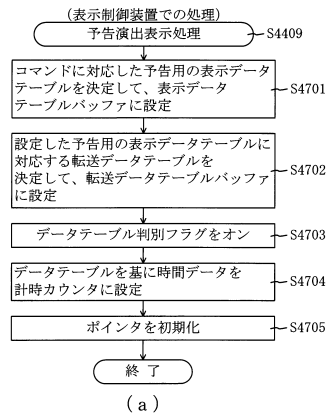 (表示制御装置での処理)
予告演出表示処理
S4409
コマンドに対応した予告用の表示データ
テーブルを決定して、表示データ
テーブルバッファに設定
S4701
設定した予告用の表示データテーブルに
対応する転送データテーブルを
決定して、転送データテーブルバッファ
に設定
S4702
データテーブル判別フラグをオン
S4703
データテーブルを基に時間データを
計時カウンタに設定
S4704
ポインタを初期化
S4705
終 了
(a)